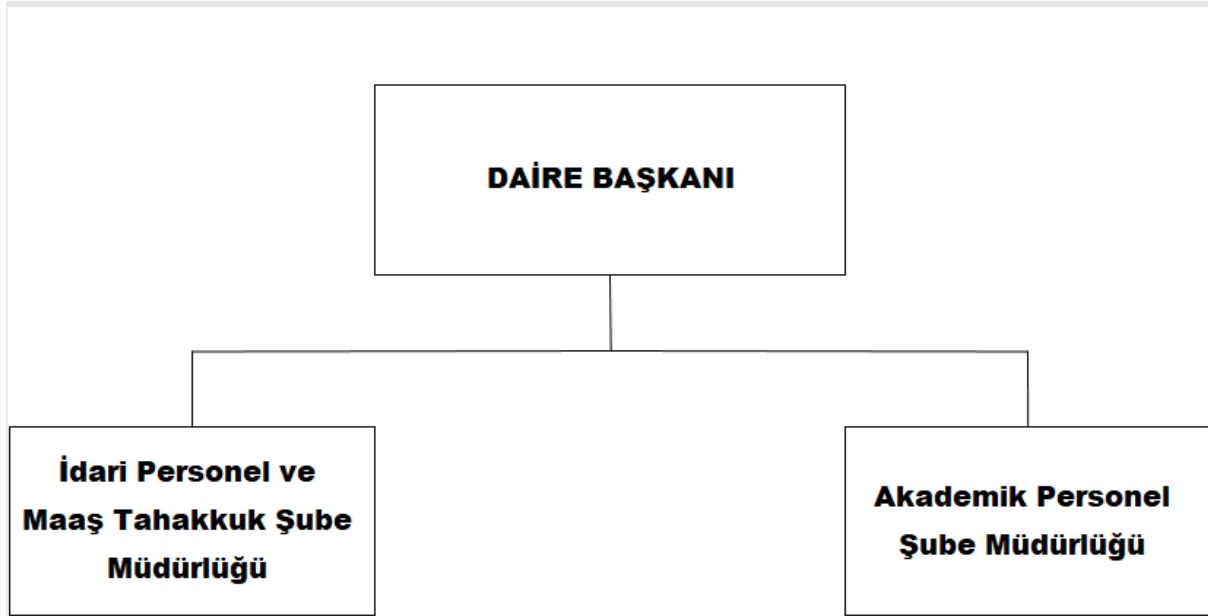 DAİRE BAŞKANI
İdari Personel ve
Maaş Tahakkuk Şube
Müdürlüğü
Akademik Personel
Şube Müdürlüğü